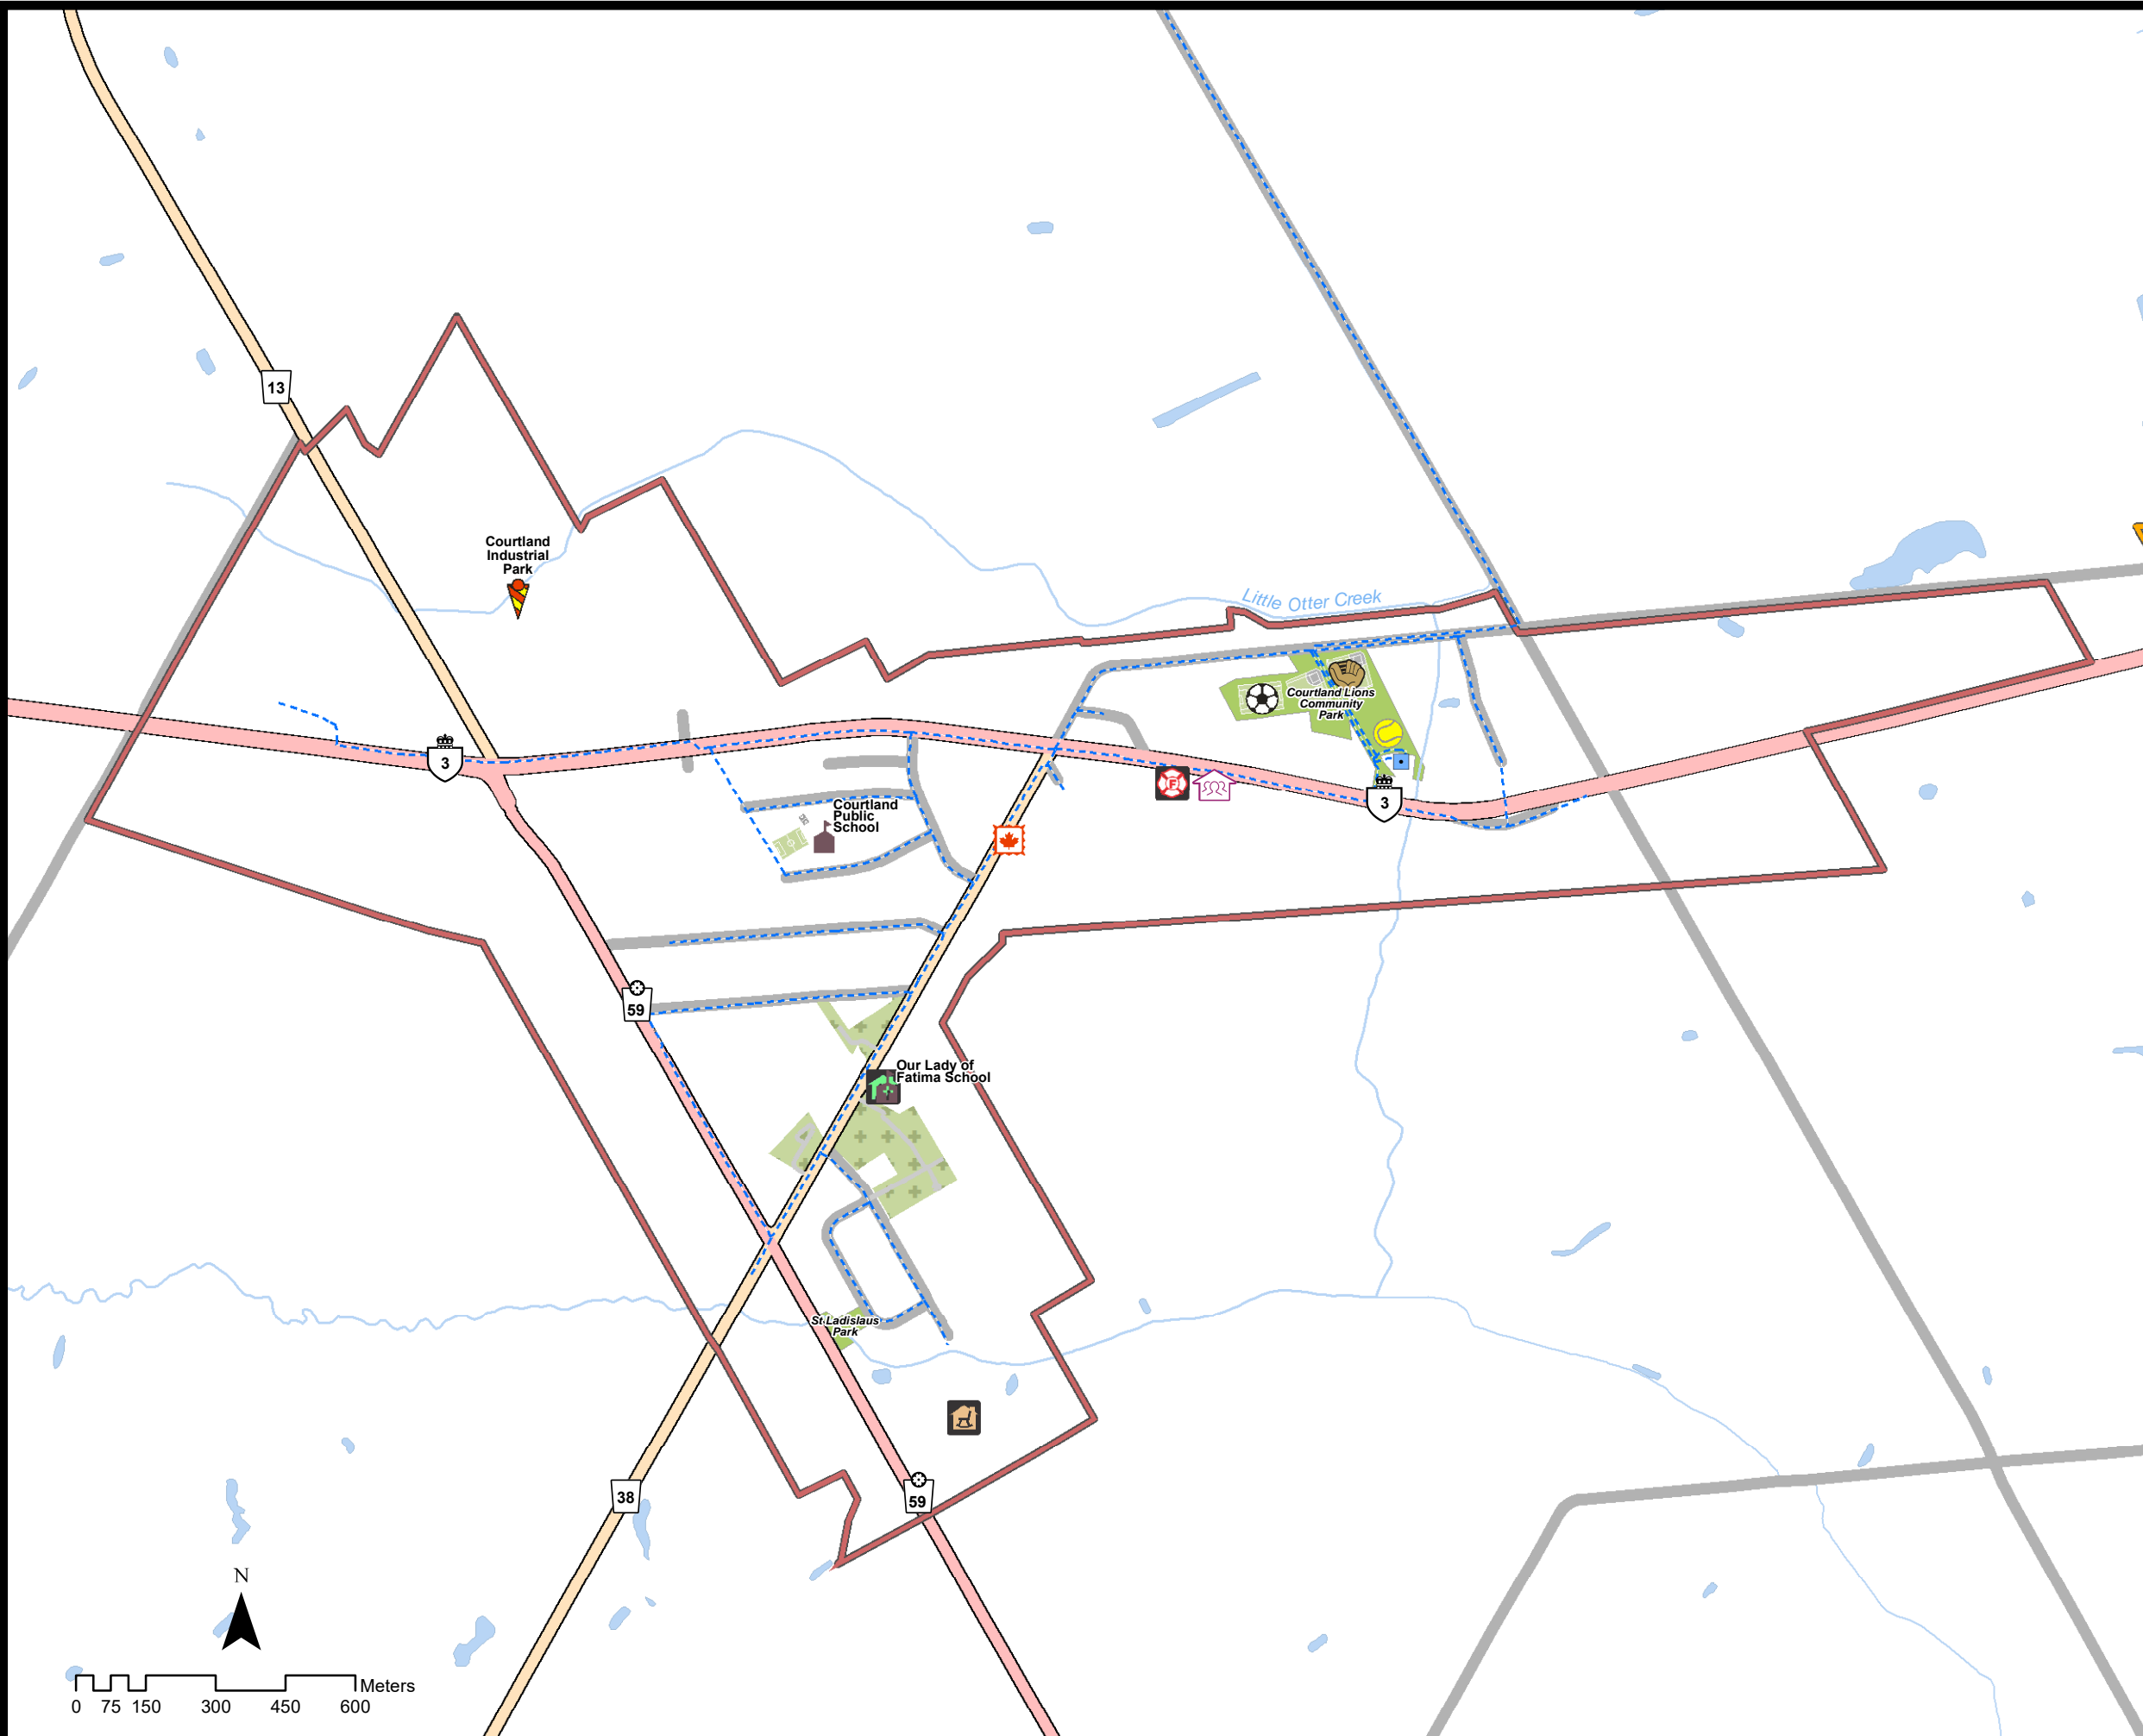 13
Courtland
Industrial
Park
Little Otter Creek
Courtland Lions
Community
Park
3
F
3
Courtland
Public
School
59
Our Lady of
Fatima School
St Ladislaus
Park
38
59
N
Meters
0 75 150 300 450 600